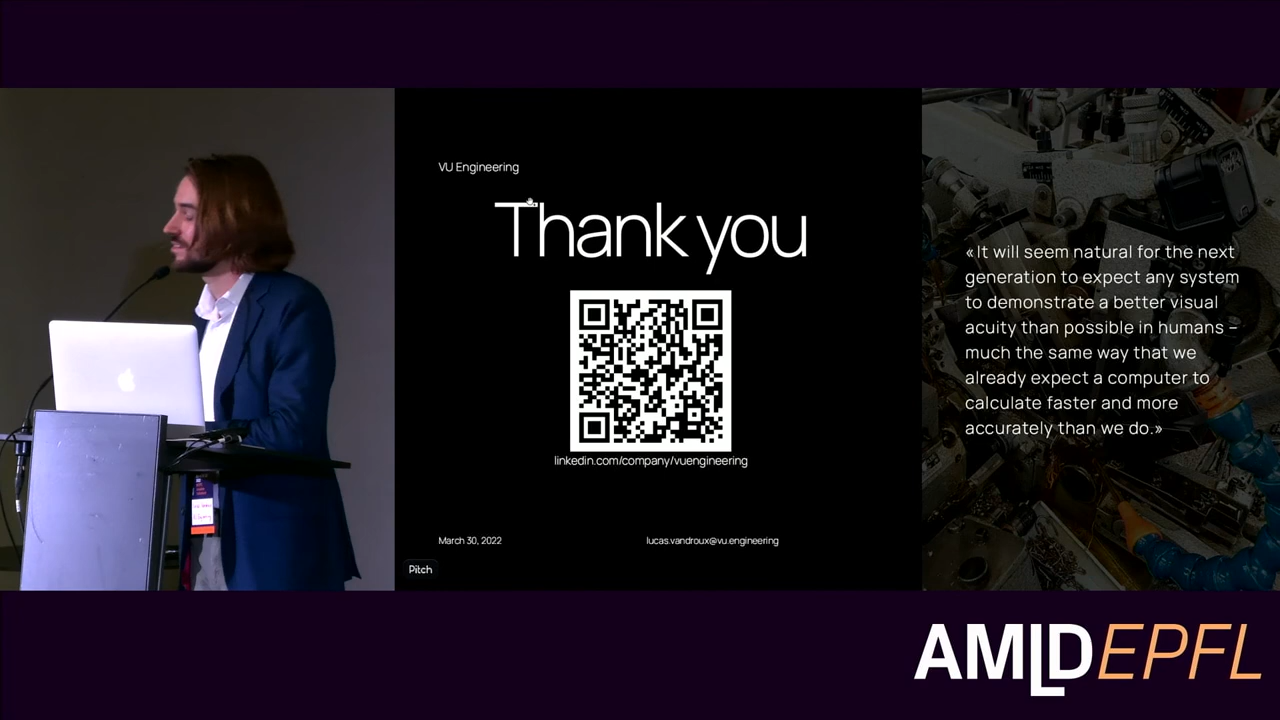 VU Engineering
Thank you
linkedin.com/company/vuengineering
March 30, 2022
lucas.vandroux@vu.engineering
Pitch
«It will seem natural for the next
generation to expect any system
to demonstrate a better visual
acuity than possible in humans –
much the same way that we
already expect a computer to
calculate faster and more
accurately than we do.»
AMLDEPFL